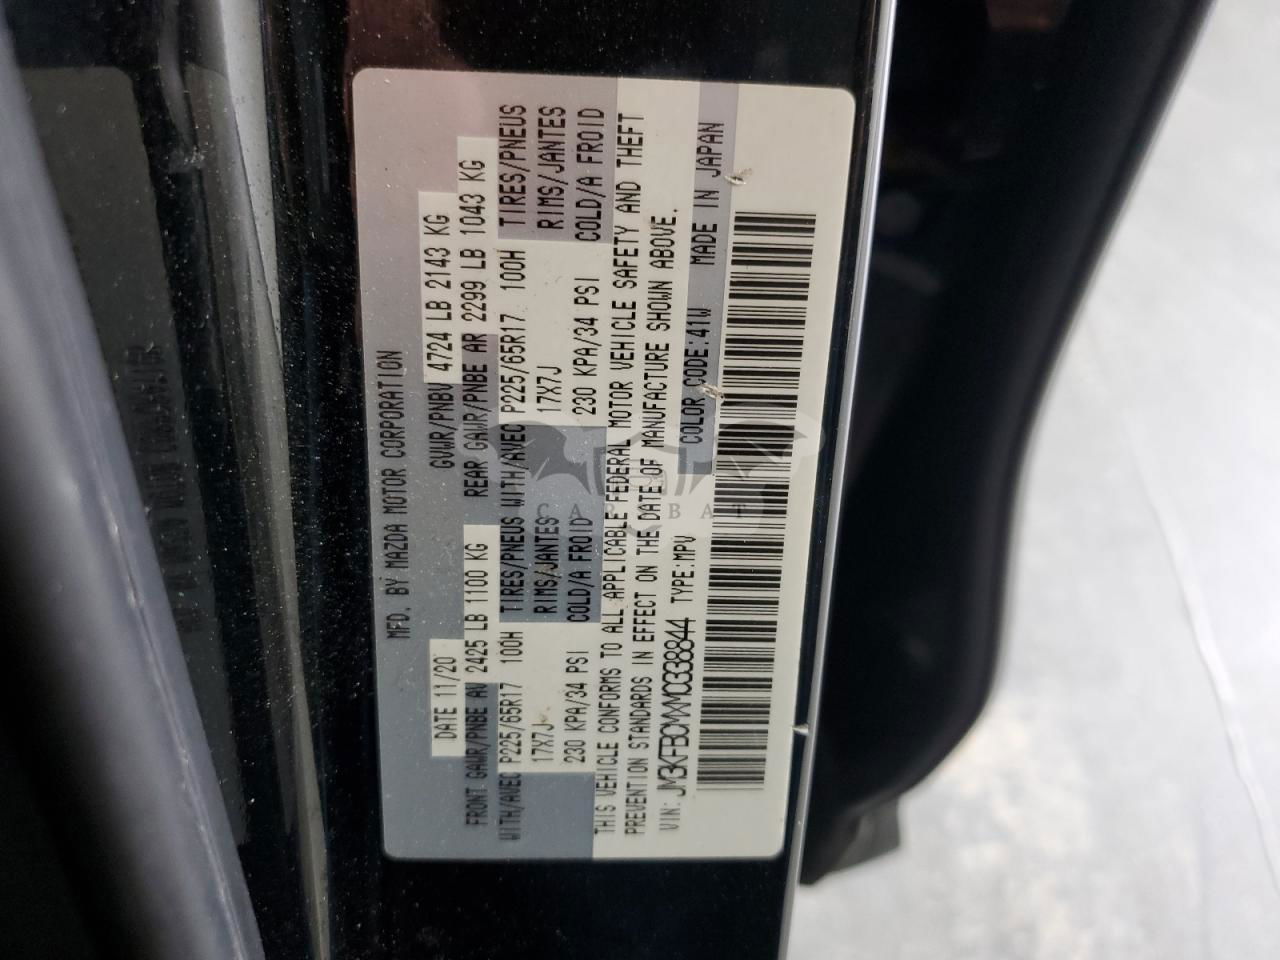 MFD. BY MAZDA MOTOR CORPORATION
DATE 11/20 GVWR/PNBV 4724 LB 2143 KG
FRONT GAWR/PNBE AV 2425 LB 1100 KG REAR GAWR/PNBE AR 2299 LB 1043 KG
WITH/AVEC P225/65R17 100H TIRES/PNEUS WITH/AVEC P225/65R17 100H TIRES/PNEUS
17X7J RIMS/JANTES 17X7J RIMS/JANTES
230 KPA/34 PSI COLD/A FROID 230 KPA/34 PSI COLD/A FROID
THIS VEHICLE CONFORMS TO ALL APPLICABLE FEDERAL MOTOR VEHICLE SAFETY AND THEFT
PREVENTION STANDARDS IN EFFECT ON THE DATE OF MANUFACTURE SHOWN ABOVE.
VIN: JM3KFBCMXM0338844 TYPE:MPV COLOR CODE:41W MADE IN JAPAN
CAR BAT